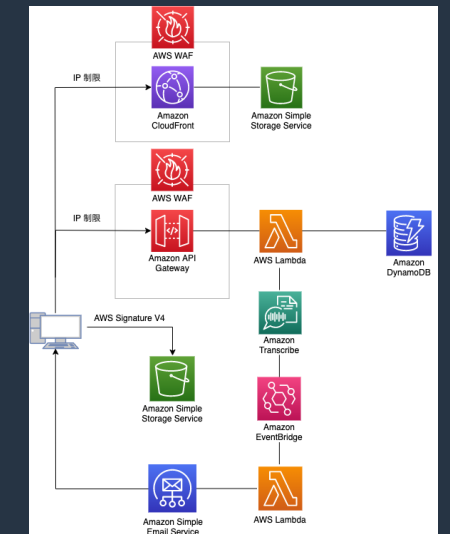 AWS WAF
IP 制限
Amazon
CloudFront
Amazon Simple
Storage Service
AWS WAF
IP 制限
Amazon API
Gateway
AWS Lambda
Amazon
DynamoDB
AWS Signature V4
Amazon
Transcribe
Amazon Simple
Storage Service
Amazon
EventBridge
Amazon Simple
Email Service
AWS Lambda